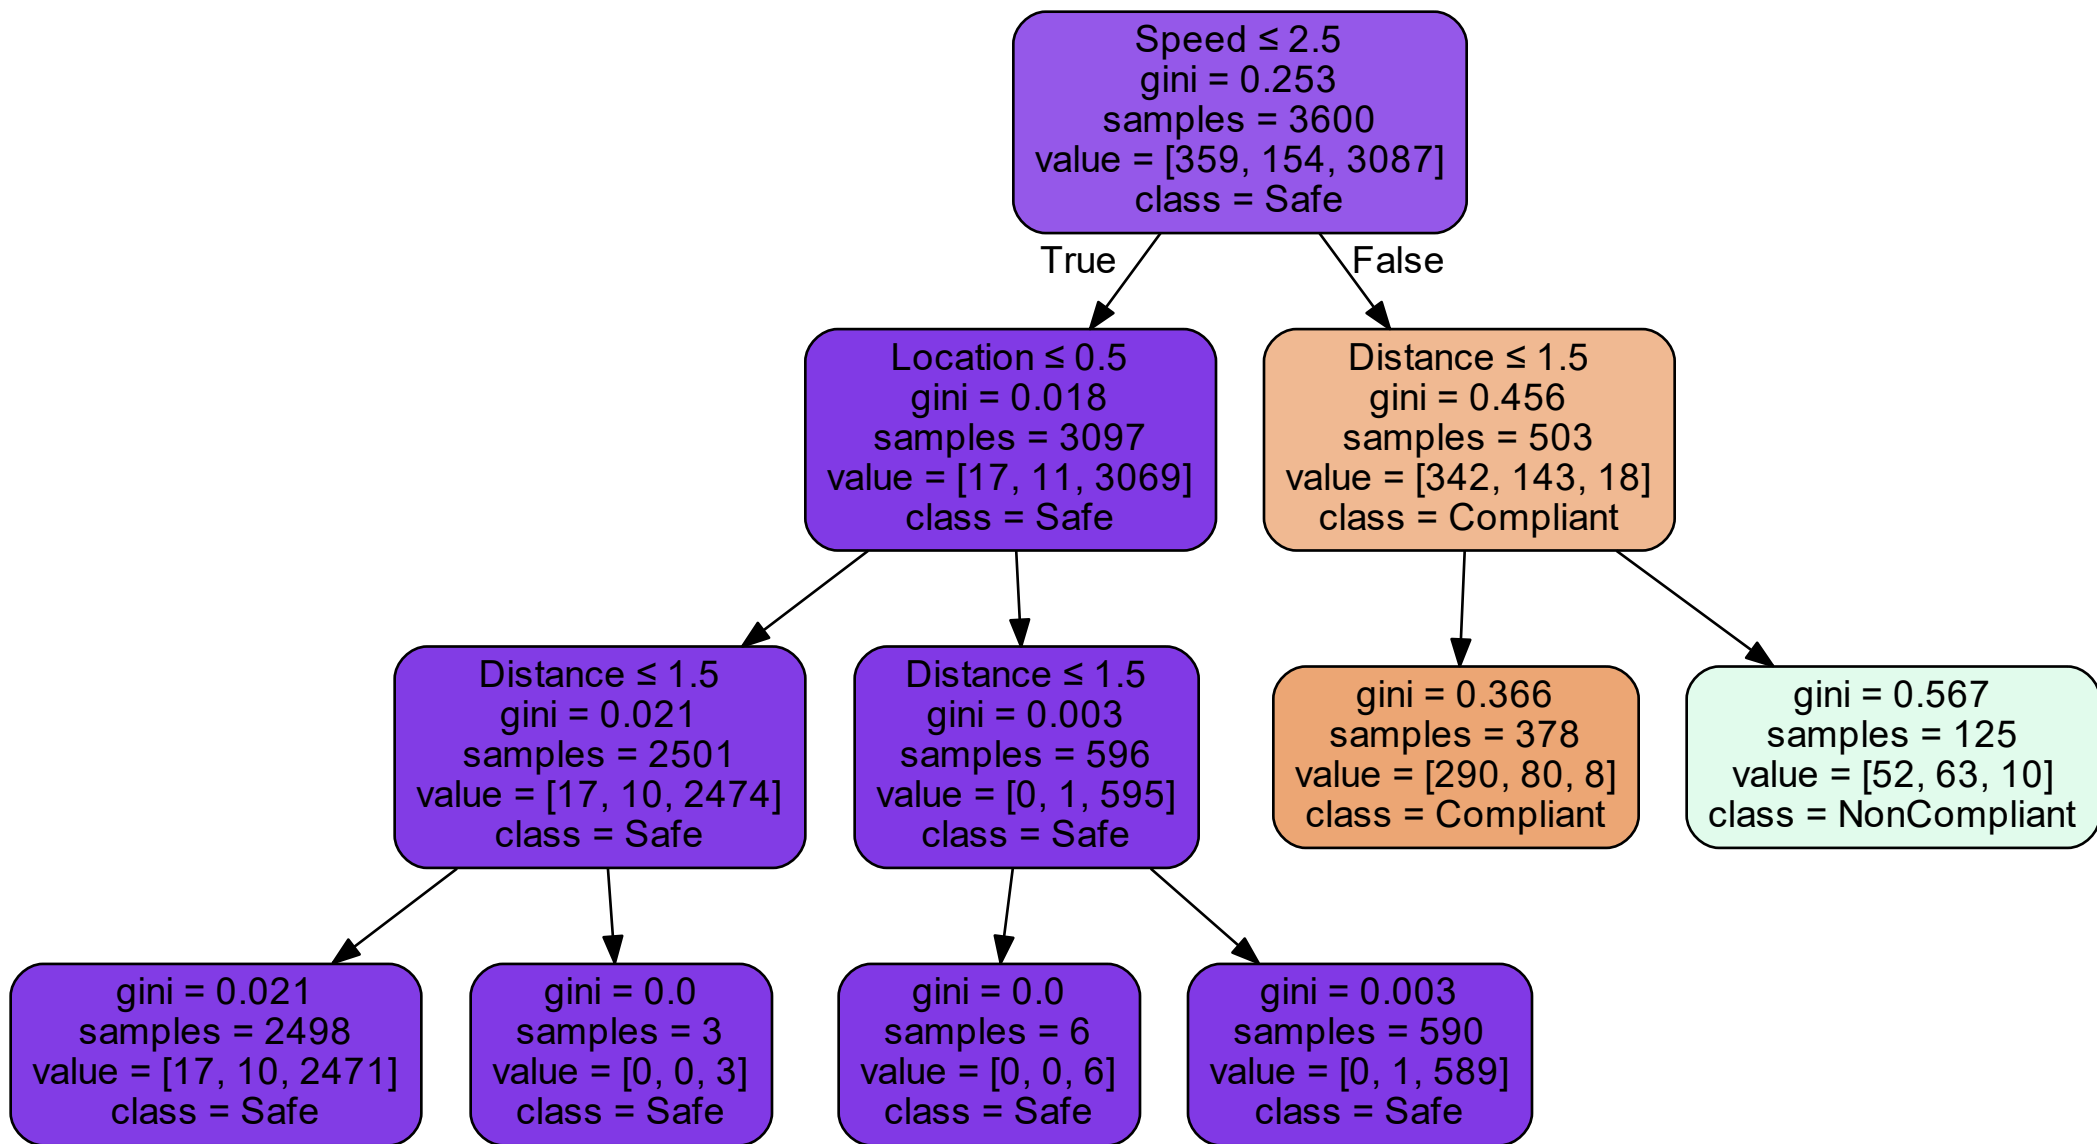 Speed ≤ 2.5
gini = 0.253
samples = 3600
value = [359, 154, 3087]
class = Safe
True
False
Location ≤ 0.5
gini = 0.018
samples = 3097
value = [17, 11, 3069]
class = Safe
Distance ≤ 1.5
gini = 0.456
samples = 503
value = [342, 143, 18]
class = Compliant
Distance ≤ 1.5
gini = 0.021
samples = 2501
value = [17, 10, 2474]
class = Safe
Distance ≤ 1.5
gini = 0.003
samples = 596
value = [0, 1, 595]
class = Safe
gini = 0.366
samples = 378
value = [290, 80, 8]
class = Compliant
gini = 0.567
samples = 125
value = [52, 63, 10]
class = NonCompliant
gini = 0.021
samples = 2498
value = [17, 10, 2471]
class = Safe
gini = 0.0
samples = 3
value = [0, 0, 3]
class = Safe
gini = 0.0
samples = 6
value = [0, 0, 6]
class = Safe
gini = 0.003
samples = 590
value = [0, 1, 589]
class = Safe